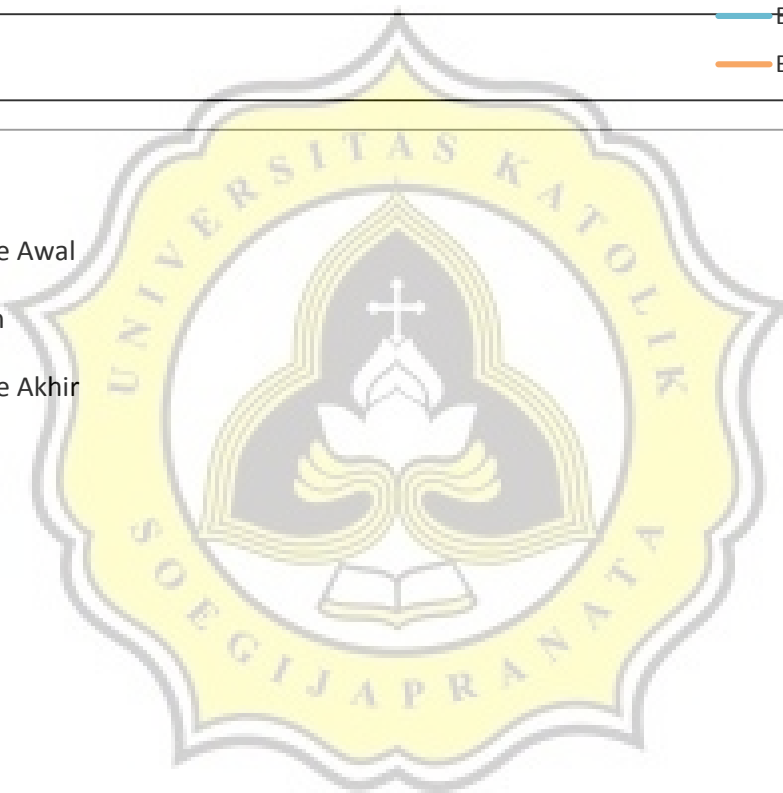 E
E
UNIVERSITAS KATOLIK
e Awal
e Akhir
SOEGIJAPRANATA